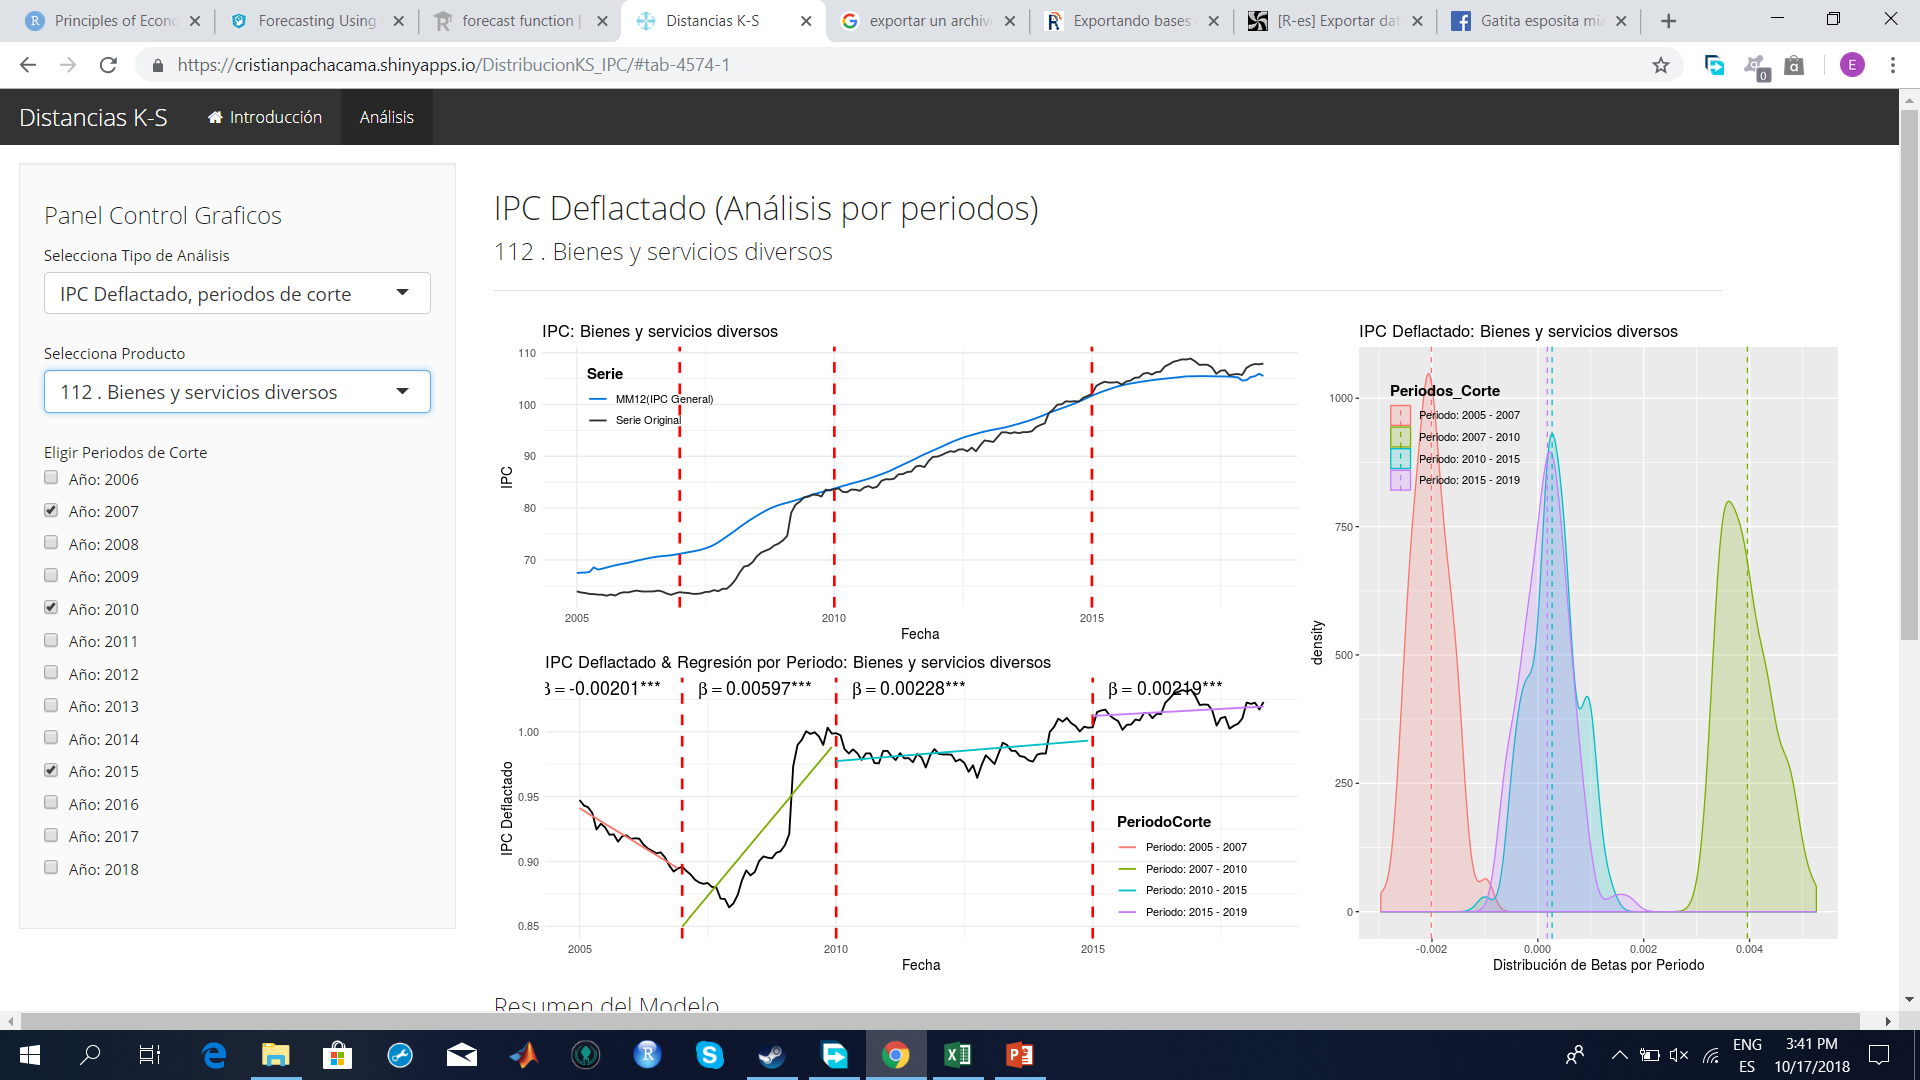 Principles of Econo
Forecasting Using
forecast function |
Distancias K-S
exportar un archivo
Exportando bases
[R-es] Exportar dat
Gatita esposita mia
https://cristianpachacama.shinyapps.io/DistribucionKS_IPC/#tab-4574-1
0
E
Distancias K-S
Introducción
Análisis
Panel Control Graficos
Selecciona Tipo de Análisis
IPC Deflactado, periodos de corte
Selecciona Producto
112 . Bienes y servicios diversos
Eligir Periodos de Corte
Año: 2006
Año: 2007
Año: 2008
Año: 2009
Año: 2010
Año: 2011
Año: 2012
Año: 2013
Año: 2014
Año: 2015
Año: 2016
Año: 2017
Año: 2018
IPC Deflactado (Análisis por periodos)
112 . Bienes y servicios diversos
IPC: Bienes y servicios diversos
110
100
90
80
70
IPC
Serie
MM12(IPC General)
Serie Original
2005
2010
2015
Fecha
IPC Deflactado & Regresión por Periodo: Bienes y servicios diversos
β = -0.00201***
β = 0.00597***
β = 0.00228***
β = 0.00219***
1.00
0.95
0.90
0.85
IPC Deflactado
PeriodoCorte
Periodo: 2005 - 2007
Periodo: 2007 - 2010
Periodo: 2010 - 2015
Periodo: 2015 - 2019
2005
2010
2015
Fecha
IPC Deflactado: Bienes y servicios diversos
Periodos_Corte
Periodo: 2005 - 2007
Periodo: 2007 - 2010
Periodo: 2010 - 2015
Periodo: 2015 - 2019
1000
750
500
250
0
density
-0.002
0.000
0.002
0.004
Distribución de Betas por Periodo
Resumen del Modelo
ENG
ES
3:41 PM
10/17/2018